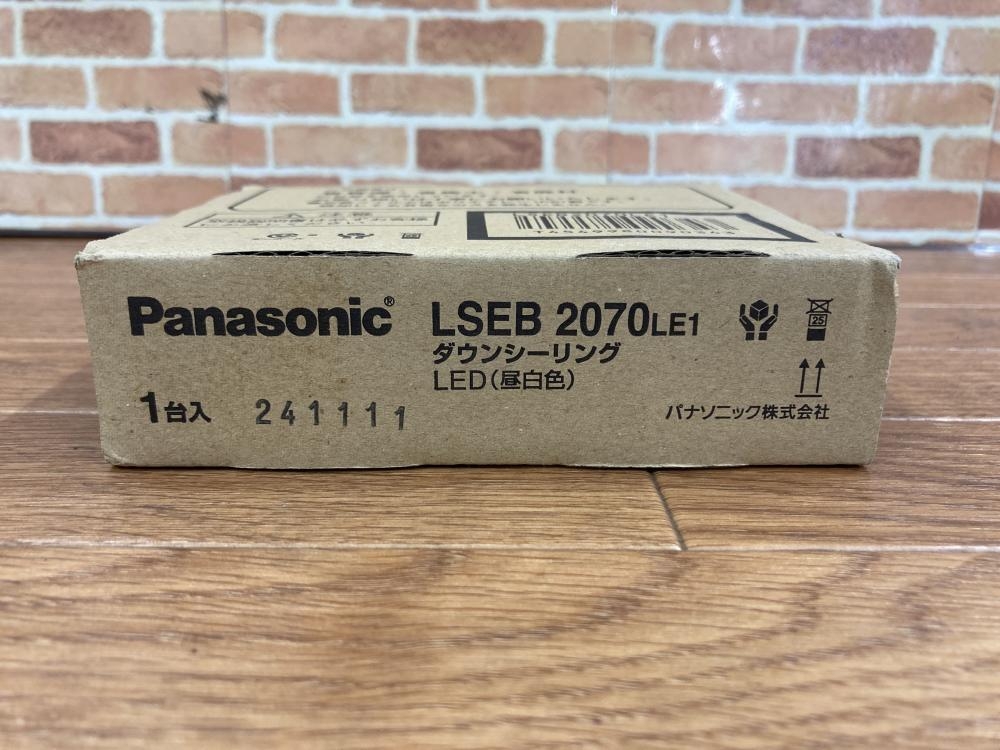 Panasonic® LSEB 2070LE1
ダウンシーリング
LED(昼白色)
25
1台入 241111
パナソニック株式会社